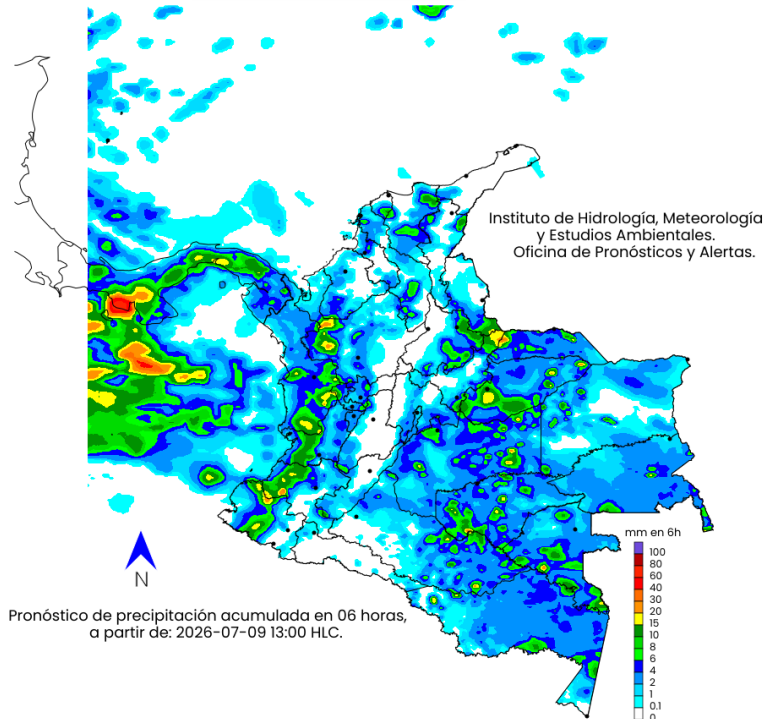 Instituto de Hidrología, Meteorología
y Estudios Ambientales.
Oficina de Pronósticos y Alertas.
mm en 6h
100
80
60
40
30
20
15
10
8
6
4
2
1
0.1
0
N
Pronóstico de precipitación acumulada en 06 horas,
a partir de: 2026-07-09 13:00 HLC.